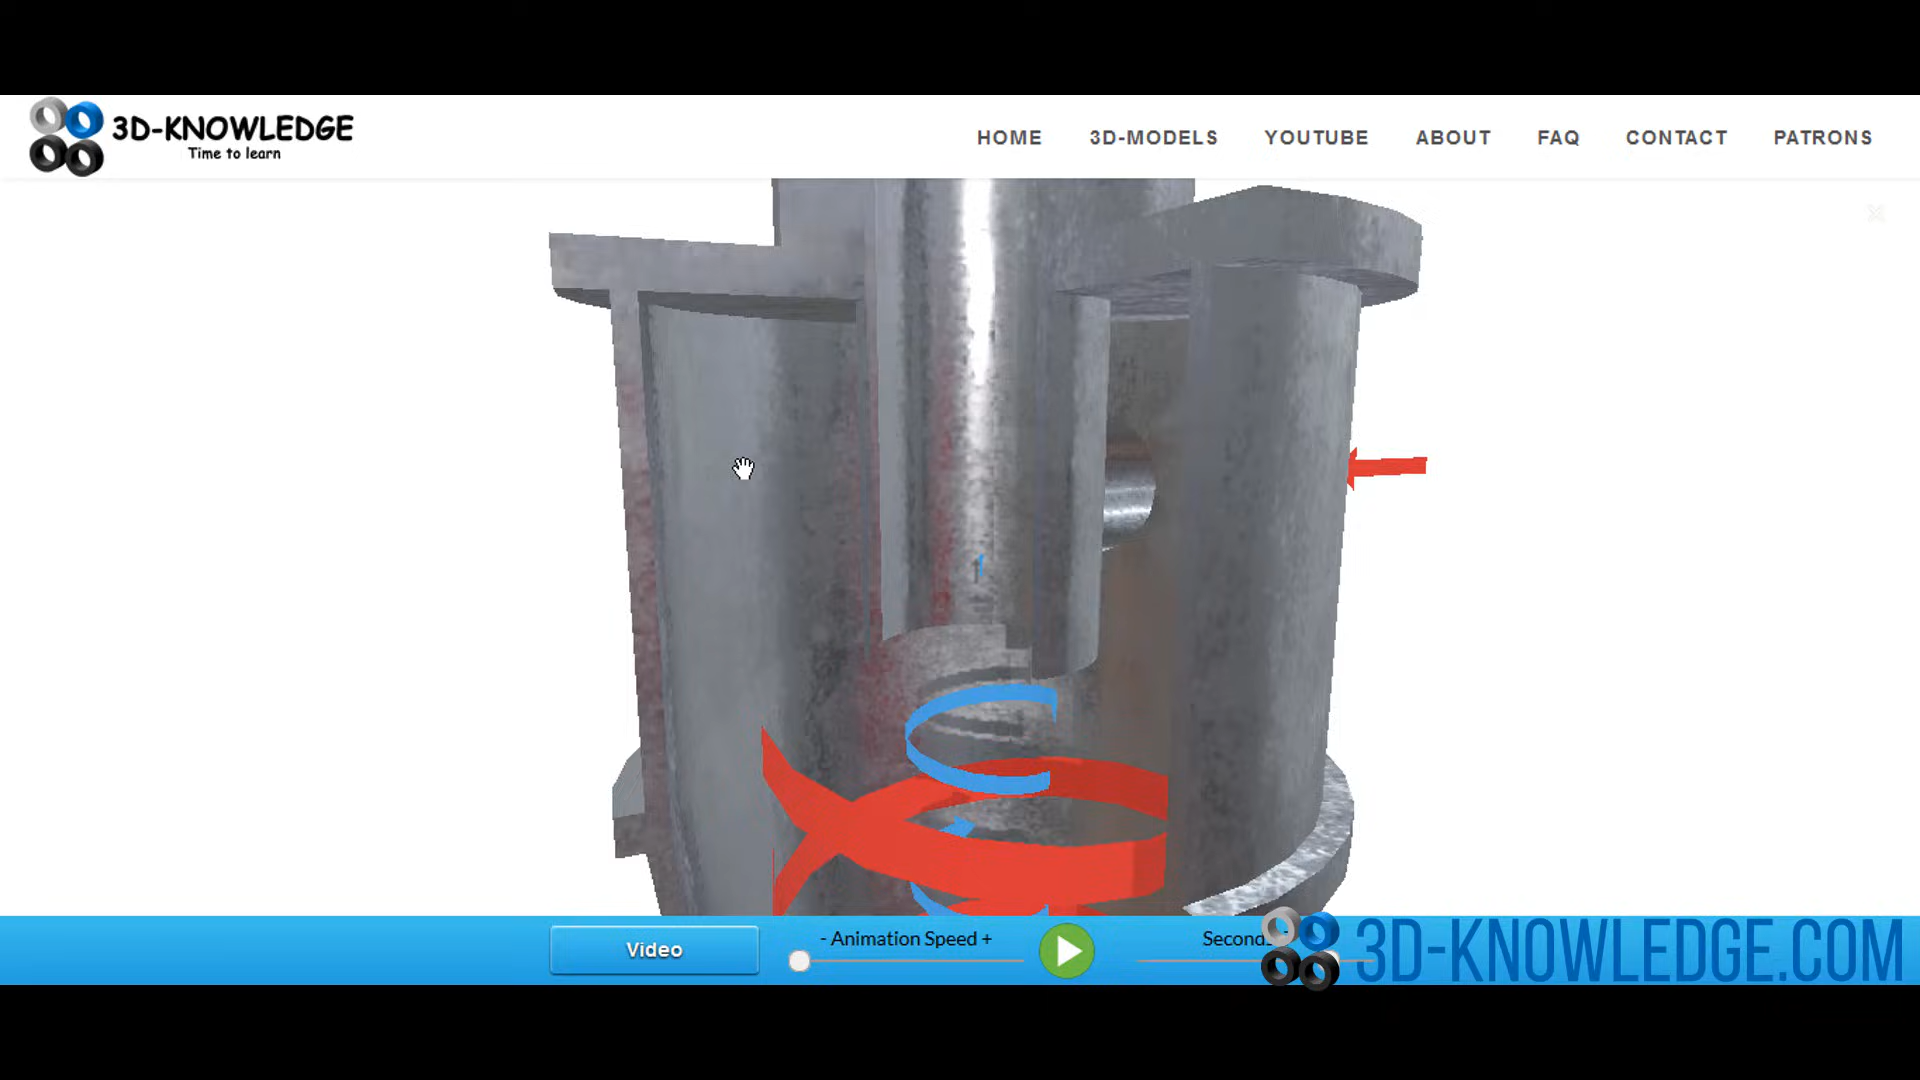 3D-KNOWLEDGE
Time to learn
HOME 3D-MODELS YOUTUBE ABOUT FAQ CONTACT PATRONS
Video
- Animation Speed +
3D-KNOWLEDGE.COM